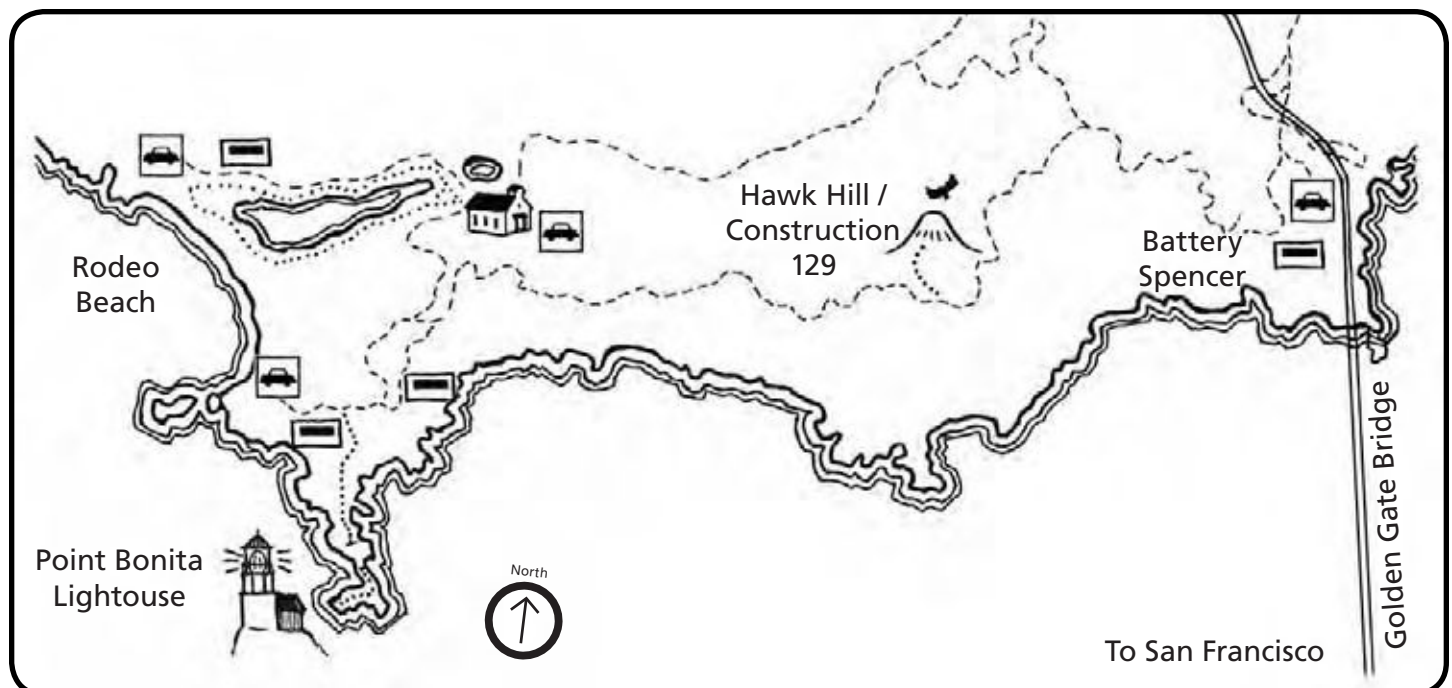 Hawk Hill /
Construction
129
Battery
Spencer
Rodeo
Beach
Golden Gate Bridge
Point Bonita
Lightouse
North
To San Francisco